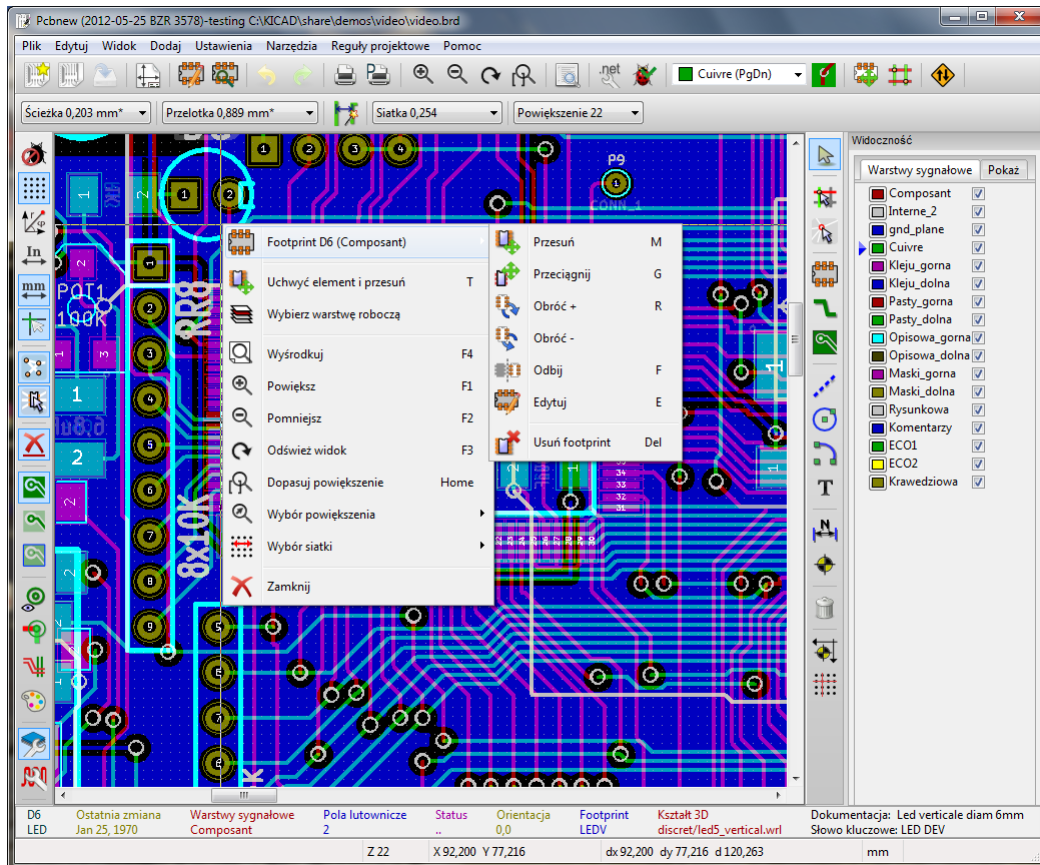 Pcbnew (2012-05-25 BZR 3578)-testing C:\KICAD\share\demos\video\video.brd
Plik Edytuj Widok Dodaj Ustawienia Narzędzia Reguły projektowe Pomoc
.net Cuivre (PgDn)
Ścieżka 0,203 mm* Przelotka 0,889 mm* Siatka 0,254 Powiększenie 22
Widoczność
Warstwy sygnałowe Pokaż
Composant
Interne_2
gnd_plane
Cuivre
Kleju_gorna
Kleju_dolna
Pasty_gorna
Pasty_dolna
Opisowa_gorna
Opisowa_dolna
Maski_gorna
Maski_dolna
Rysunkowa
Komentarzy
ECO1
ECO2
Krawedziowa
In
mm
T
N
P9
CONN_1
POT1
100K
RR8
8x10K
Footprint D6 (Composant)
Uchwyć element i przesuń T
Wybierz warstwę roboczą
Wyśrodkuj F4
Powiększ F1
Pomniejsz F2
Odśwież widok F3
Dopasuj powiększenie Home
Wybór powiększenia
Wybór siatki
Zamknij
Przesuń M
Przeciągnij G
Obróć + R
Obróć -
Odbij F
Edytuj E
Usuń footprint Del
D6 Ostatnia zmiana Warstwy sygnałowe Pola lutownicze Status Orientacja Footprint Kształt 3D Dokumentacja: Led verticale diam 6mm
LED Jan 25, 1970 Composant 2 .. 0,0 LEDV discret/led5_vertical.wrl Słowo kluczowe: LED DEV
Z 22 X 92,200 Y 77,216 dx 92,200 dy 77,216 d 120,263 mm